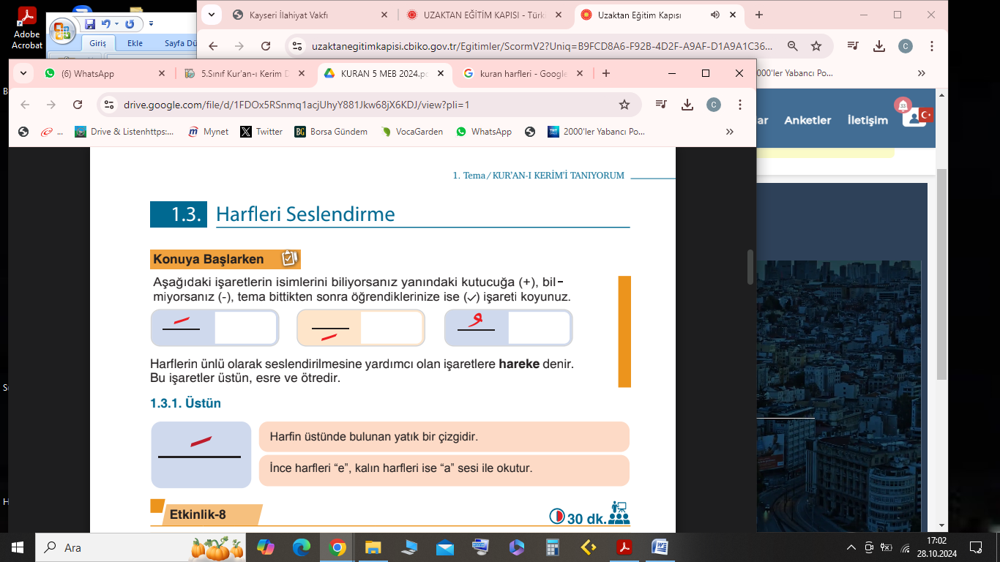 Adobe
Acrobat
Giriş
Ekle
Sayfa Dü
Kayseri İlahiyat Vakfı
UZAKTAN EĞİTİM KAPISI - Türk
Uzaktan Eğitim Kapısı
uzaktanegitimkapisi.cbiko.gov.tr/Egitimler/ScormV2?Uniq=B9FCD8A6-F92B-4D2F-A9AF-D1A9A1C36...
C
2000'ler Yabancı Po...
33
Anketler
İletişim
(6) WhatsApp
5.Sınıf Kur'an-ı Kerim D
KURAN 5 MEB 2024.pd
kuran harfleri - Google
drive.google.com/file/d/1FDOx5RSnmq1acjUhyY881Jkw68jX6KDJ/view?pli=1
C
...
Drive & Listenhttps:...
Mynet
Twitter
BG Borsa Gündem
VocaGarden
WhatsApp
2000'ler Yabancı Po...
1. Tema/KUR'AN-I KERİM'İ TANIYORUM
1.3. Harfleri Seslendirme
Konuya Başlarken
Aşağıdaki işaretlerin isimlerini biliyorsanız yanındaki kutucuğa (+), bil-
miyorsanız (-), tema bittikten sonra öğrendiklerinize ise (✓) işareti koyunuz.
Harflerin ünlü olarak seslendirilmesine yardımcı olan işaretlere hareke denir.
Bu işaretler üstün, esre ve ötredir.
1.3.1. Üstün
Harfin üstünde bulunan yatık bir çizgidir.
İnce harfleri “e”, kalın harfleri ise “a” sesi ile okutur.
Etkinlik-8
30 dk.
Ara
17:02
28.10.2024